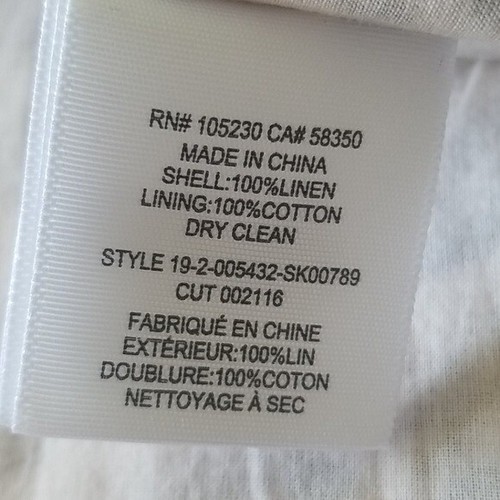 RN# 105230 CA# 58350
MADE IN CHINA
SHELL:100%LINEN
LINING:100%COTTON
DRY CLEAN
STYLE 19-2-005432-SK00789
CUT 002116
FABRIQUÉ EN CHINE
EXTÉRIEUR:100%LIN
DOUBLURE:100%COTON
NETTOYAGE À SEC